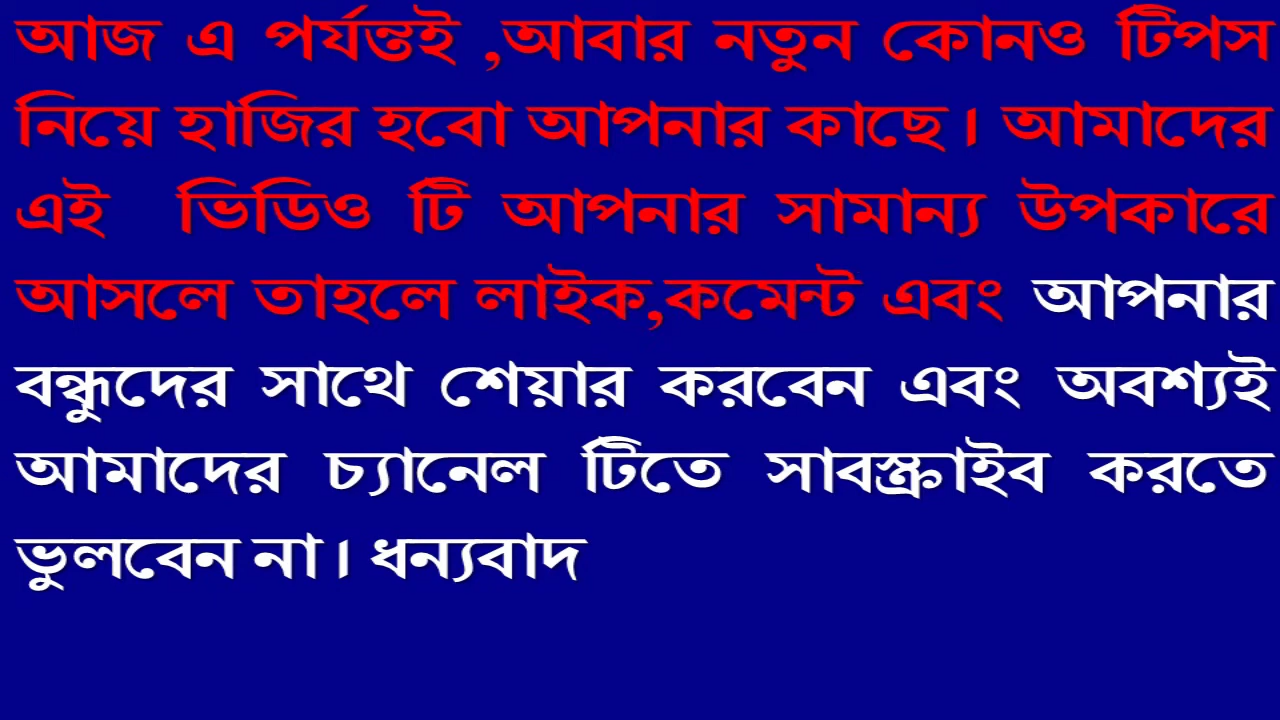 আজ এ পর্যন্তই ,আবার নতুন কোনও টিপস
নিয়ে হাজির হবো আপনার কাছে। আমাদের
এই ভিডিও টি আপনার সামান্য উপকারে
আসলে তাহলে লাইক,কমেন্ট এবং আপনার
বন্ধুদের সাথে শেয়ার করবেন এবং অবশ্যই
আমাদের চ্যানেল টিতে সাবস্ক্রাইব করতে
ভুলবেন না। ধন্যবাদ